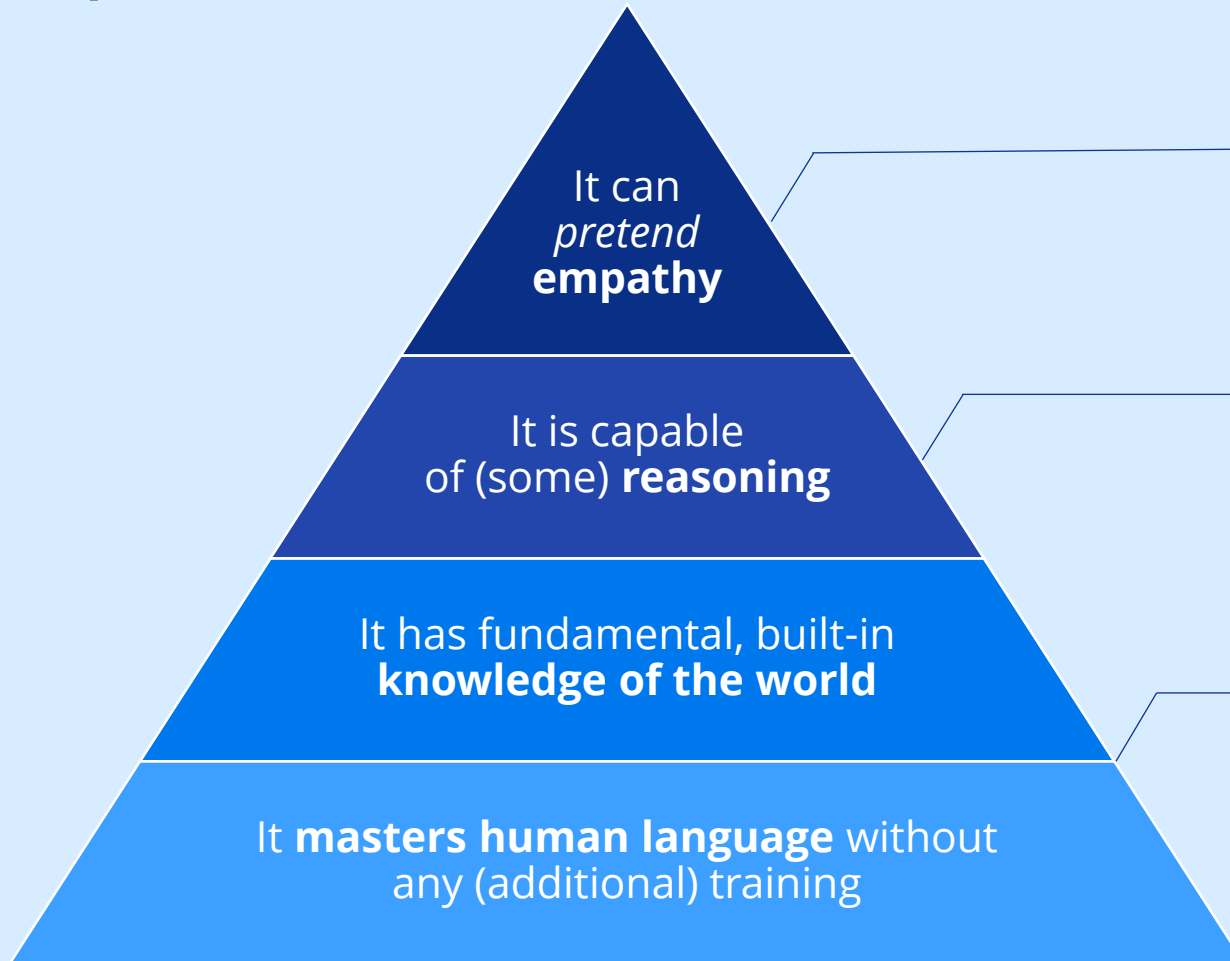 It can
pretend
empathy
It is capable
of (some) reasoning
It has fundamental, built-in
knowledge of the world
It masters human language without
any (additional) training